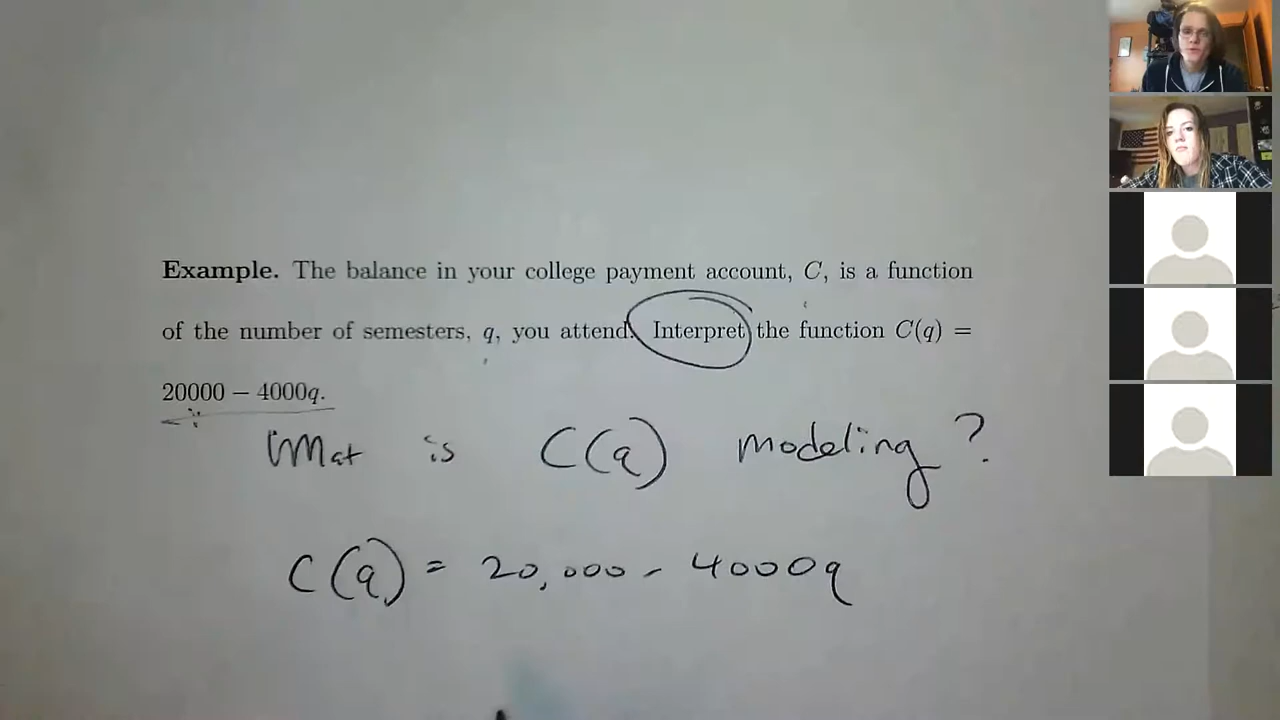 Example. The balance in your college payment account, C, is a function
of the number of semesters, q, you attend. Interpret the function C(q) =
20000 − 4000q.
What is C(q) modeling?
C(q) = 20,000 - 4000q